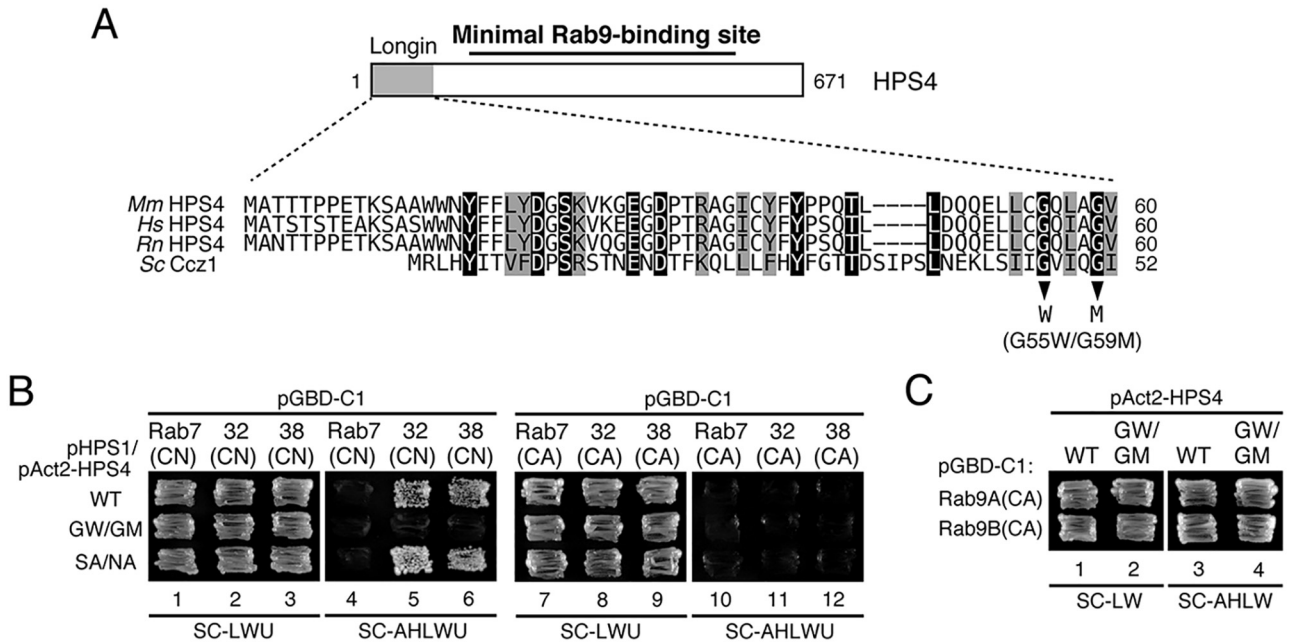 A
Minimal Rab9-binding site
Longin
1 671 HPS4
Mm HPS4 MATTTPPETKSAAWWNYFFLYDGSKVKGEGDPTRAGICYFYPPQTL----LDQQELLCGQLAGV 60
Hs HPS4 MATSTSTEAKSASWWNYFFLYDGSKVKEEGDPTRAGICYFYPSQTL----LDQQELLCGQIAGV 60
Rn HPS4 MANTTPPETKSASWWNYFFLYDGSKVQGEGDPTRAGICYFYPSQTL----LDQQELLCGQLAGV 60
Sc Ccz1 MRLHYITVFDPSRSTNENDTFKQLLLFHYFGTTDSIPSLNEKLSIIGVIQGI 52
W M
(G55W/G59M)
B
pGBD-C1 pGBD-C1
pHPS1/
pAct2-HPS4
Rab7 32 38 Rab7 32 38 Rab7 32 38 Rab7 32 38
(CN) (CN) (CN) (CN) (CN) (CN) (CA) (CA) (CA) (CA) (CA) (CA)
WT
GW/GM
SA/NA
1 2 3 4 5 6 7 8 9 10 11 12
SC-LWU SC-AHLWU SC-LWU SC-AHLWU
C
pAct2-HPS4
GW/ GW/
pGBD-C1: WT GM WT GM
Rab9A(CA)
Rab9B(CA)
1 2 3 4
SC-LW SC-AHLW